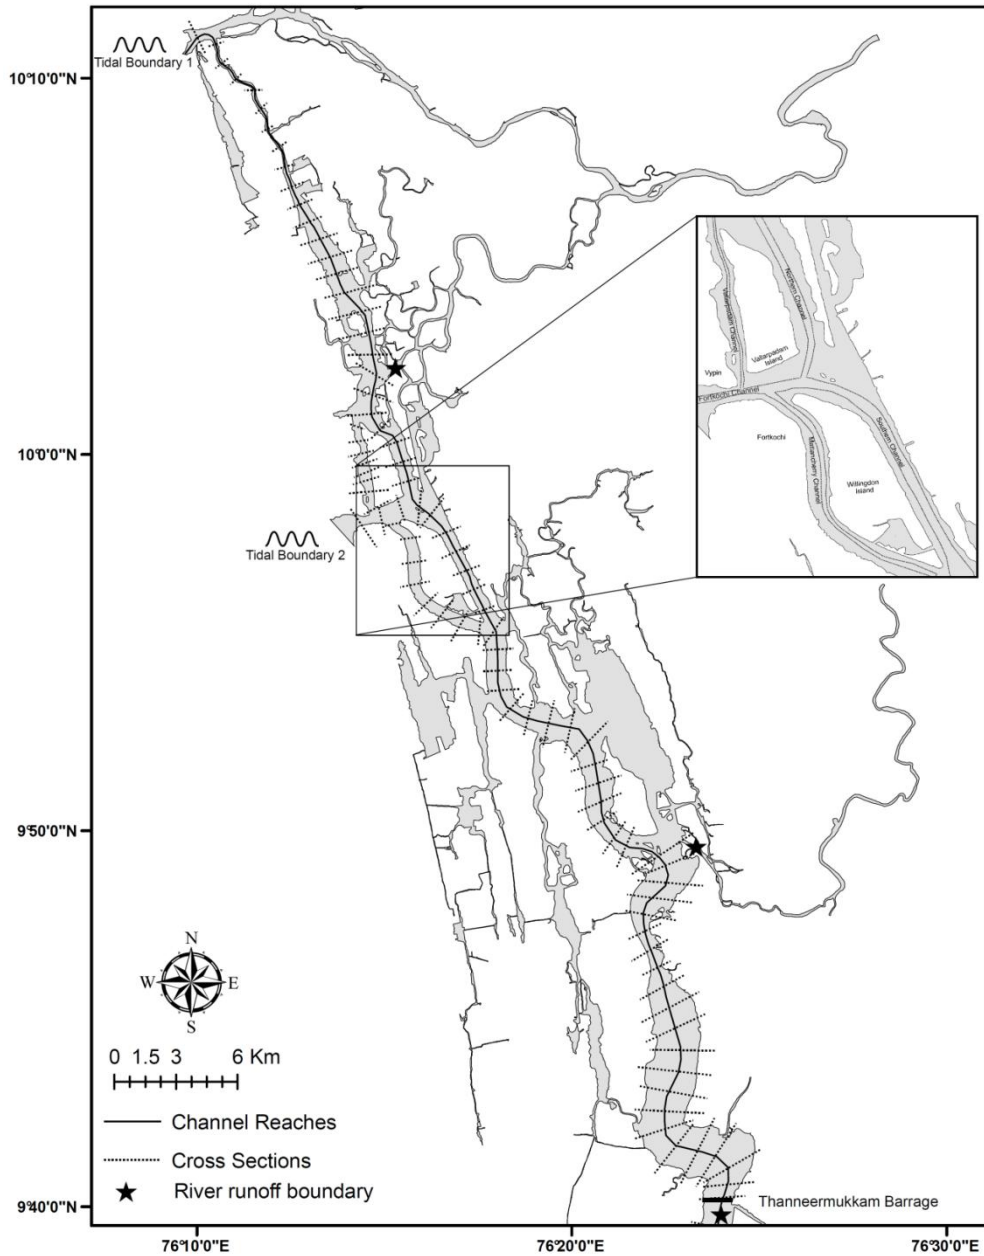 Tidal Boundary 1
10°10'0"N
Northern Channel
Vallarpadam Channel
Vallarpadam
Island
Vypin
Fortkochi Channel
Southern Channel
Fortkochi
Mattancherry Channel
Willingdon
Island
10°0'0"N
Tidal Boundary 2
9°50'0"N
N
W
E
S
0 1.5 3 6 Km
Channel Reaches
Cross Sections
River runoff boundary
Thanneermukkam Barrage
9°40'0"N
76°10'0"E
76°20'0"E
76°30'0"E